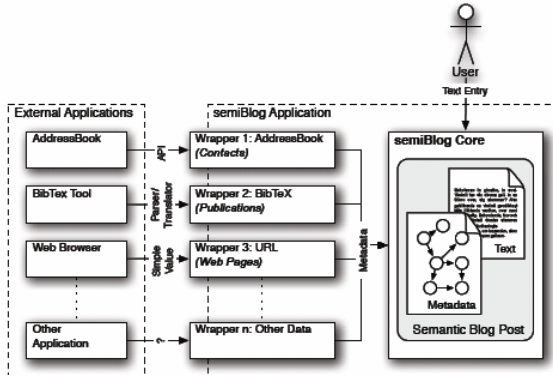 User
Text Entry
External Applications
semiBlog Application
AddressBook
API
Wrapper 1: AddressBook
(Contacts)
semiBlog Core
BibTex Tool
Parser/
Translator
Wrapper 2: BibTeX
(Publications)
Web Browser
Simple
Value
Wrapper 3: URL
(Web Pages)
Metadata
Text
Metadata
Semantic Blog Post
Other
Application
?
Wrapper n: Other Data